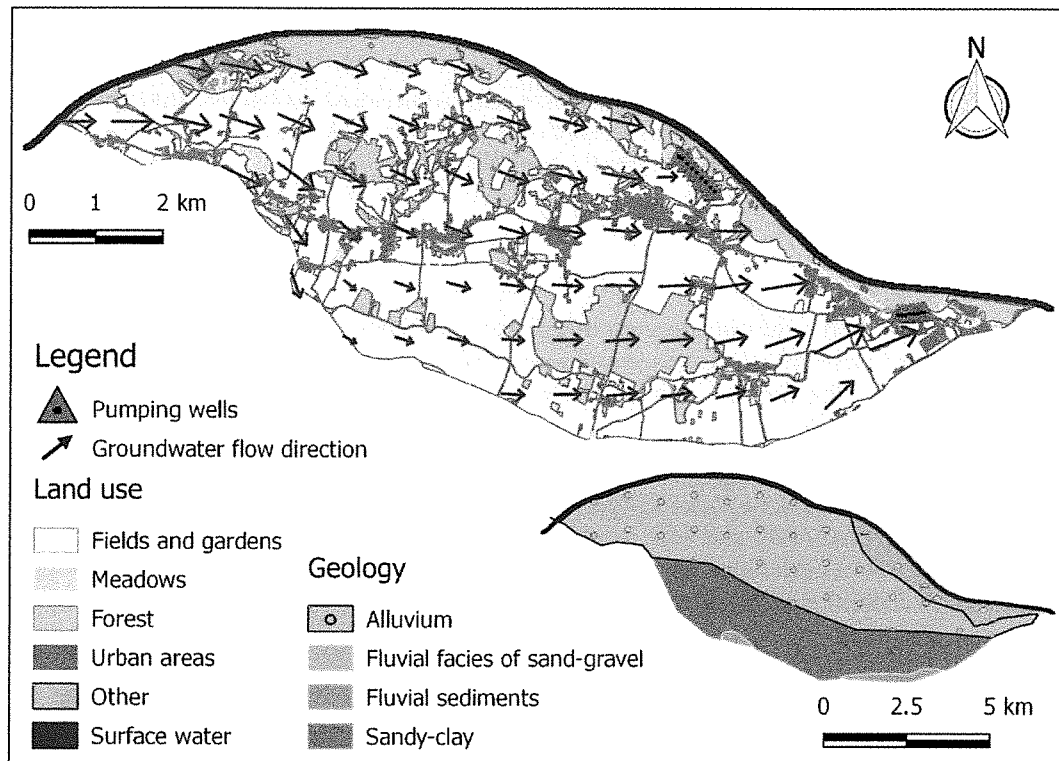 N
0 1 2 km
Legend
Pumping wells
Groundwater flow direction
Land use
Fields and gardens
Meadows
Forest
Urban areas
Other
Surface water
Geology
Alluvium
Fluvial facies of sand-gravel
Fluvial sediments
Sandy-clay
0 2.5 5 km